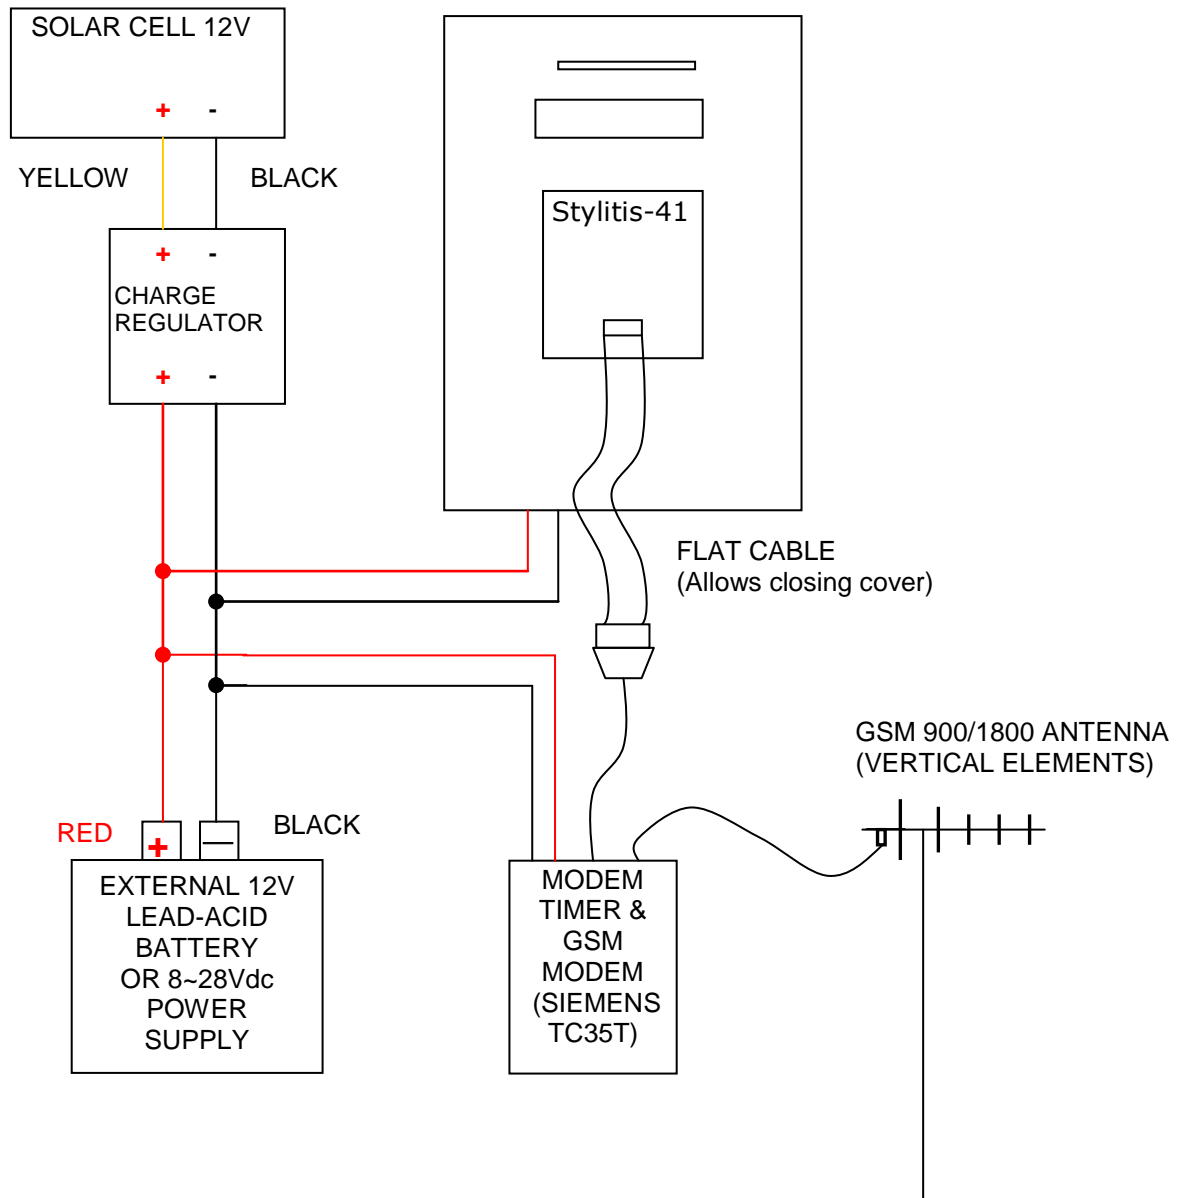 SOLAR CELL 12V
+ -
YELLOW
BLACK
+ -
CHARGE
REGULATOR
+ -
Stylitis-41
FLAT CABLE
(Allows closing cover)
GSM 900/1800 ANTENNA
(VERTICAL ELEMENTS)
RED
+
BLACK
EXTERNAL 12V
LEAD-ACID
BATTERY
OR 8~28Vdc
POWER
SUPPLY
MODEM
TIMER &
GSM
MODEM
(SIEMENS
TC35T)